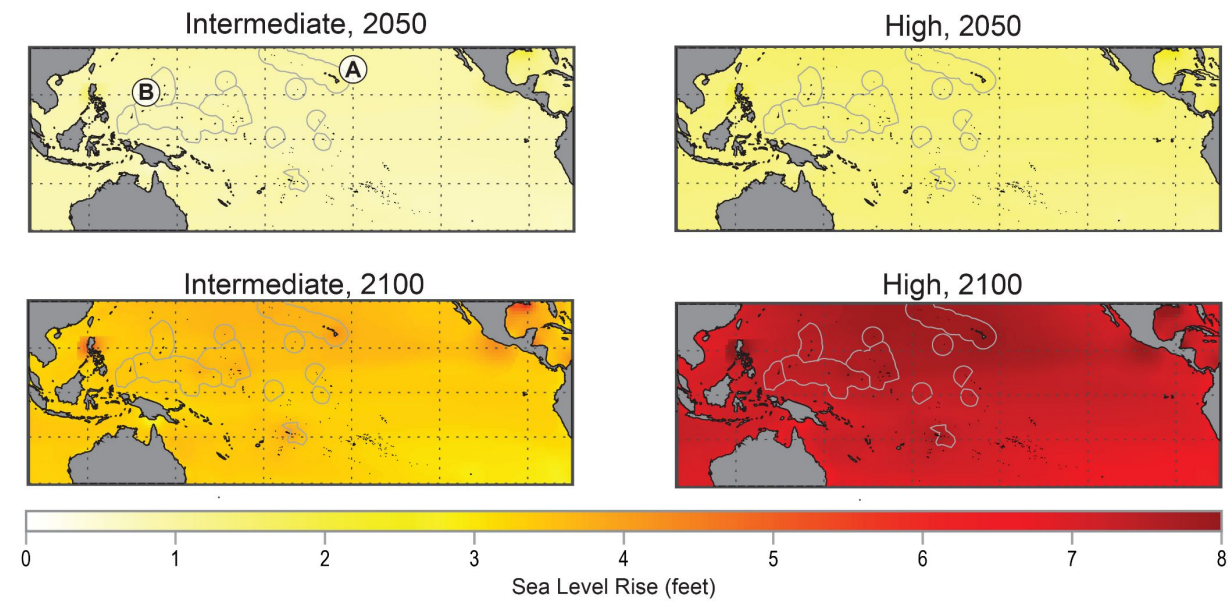 Intermediate, 2050
High, 2050
A
B
Intermediate, 2100
High, 2100
0 1 2 3 4 5 6 7 8
Sea Level Rise (feet)